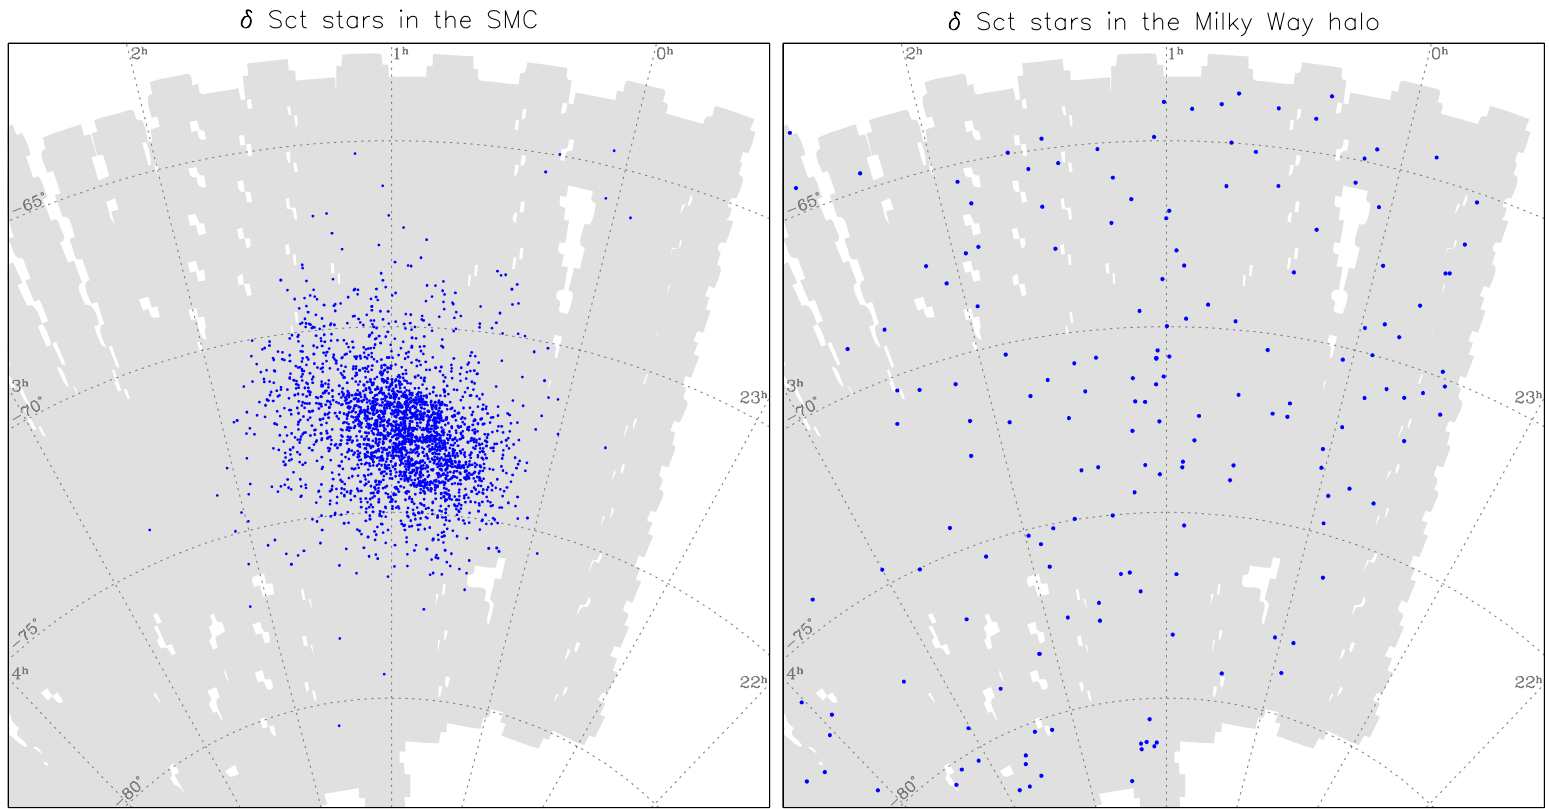 δ Sct stars in the SMC
2ʰ 1ʰ 0ʰ
−65°
3ʰ 23ʰ
−70°
−75°
4ʰ 22ʰ
−80°
δ Sct stars in the Milky Way halo
2ʰ 1ʰ 0ʰ
−65°
3ʰ 23ʰ
−70°
−75°
4ʰ 22ʰ
−80°